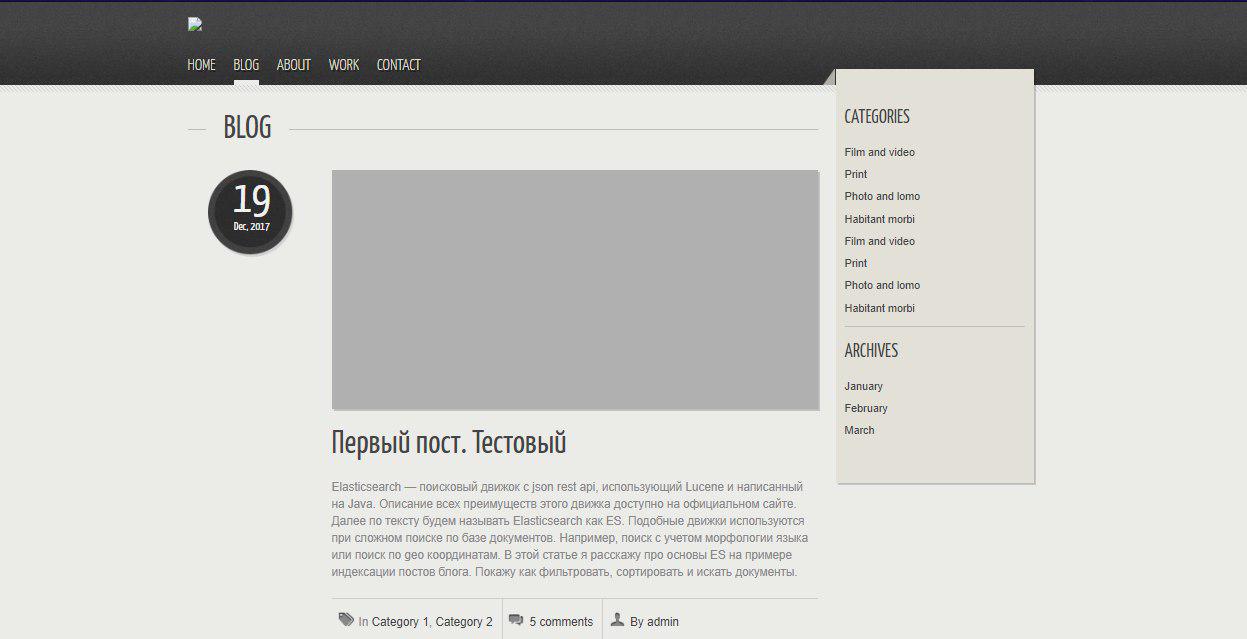 HOME BLOG ABOUT WORK CONTACT
BLOG
19
Dec, 2017
Первый пост. Тестовый
Elasticsearch — поисковый движок с json rest api, использующий Lucene и написанный
на Java. Описание всех преимуществ этого движка доступно на официальном сайте.
Далее по тексту будем называть Elasticsearch как ES. Подобные движки используются
при сложном поиске по базе документов. Например, поиск с учетом морфологии языка
или поиск по geo координатам. В этой статье я расскажу про основы ES на примере
индексации постов блога. Покажу как фильтровать, сортировать и искать документы.
In Category 1, Category 2 5 comments By admin
CATEGORIES
Film and video
Print
Photo and lomo
Habitant morbi
Film and video
Print
Photo and lomo
Habitant morbi
ARCHIVES
January
February
March